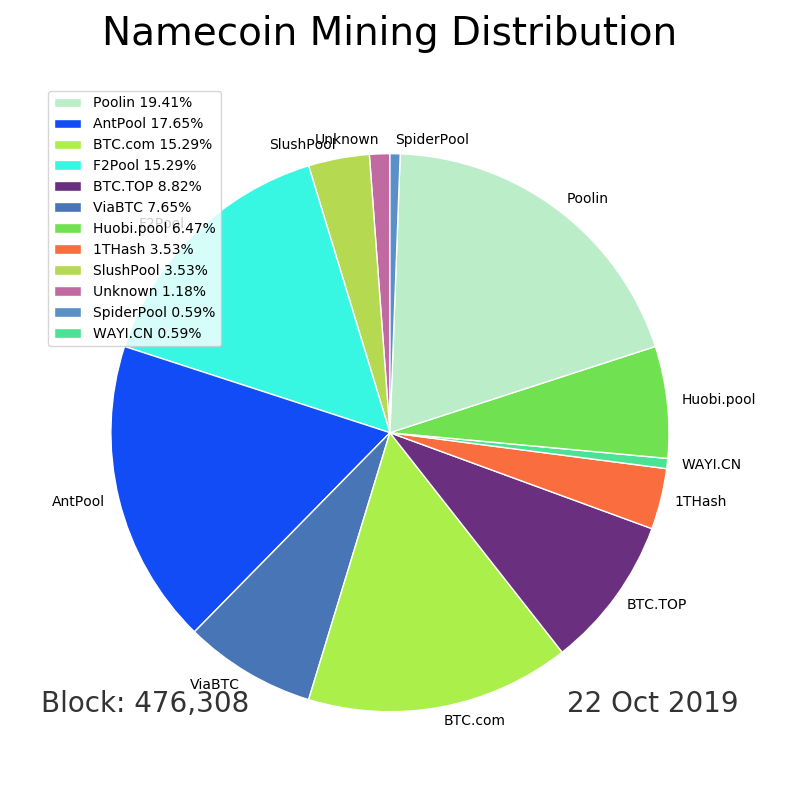 Namecoin Mining Distribution
Poolin 19.41%
AntPool 17.65%
BTC.com 15.29%
F2Pool 15.29%
BTC.TOP 8.82%
ViaBTC 7.65%
Huobi.pool 6.47%
1THash 3.53%
SlushPool 3.53%
Unknown 1.18%
SpiderPool 0.59%
WAYI.CN 0.59%
SlushPool
Unknown
SpiderPool
Poolin
F2Pool
Huobi.pool
WAYI.CN
1THash
AntPool
BTC.TOP
ViaBTC
BTC.com
Block: 476,308
22 Oct 2019